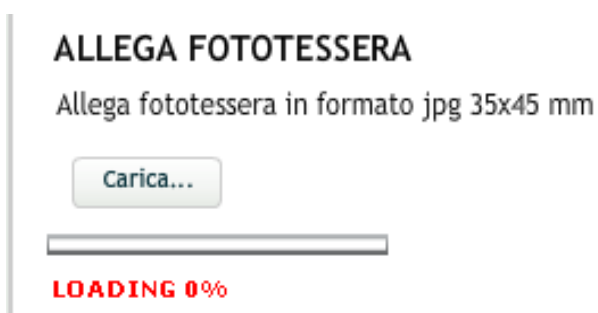 ALLEGA FOTOTESSERA
Allega fototessera in formato jpg 35x45 mm
Carica...
LOADING 0%